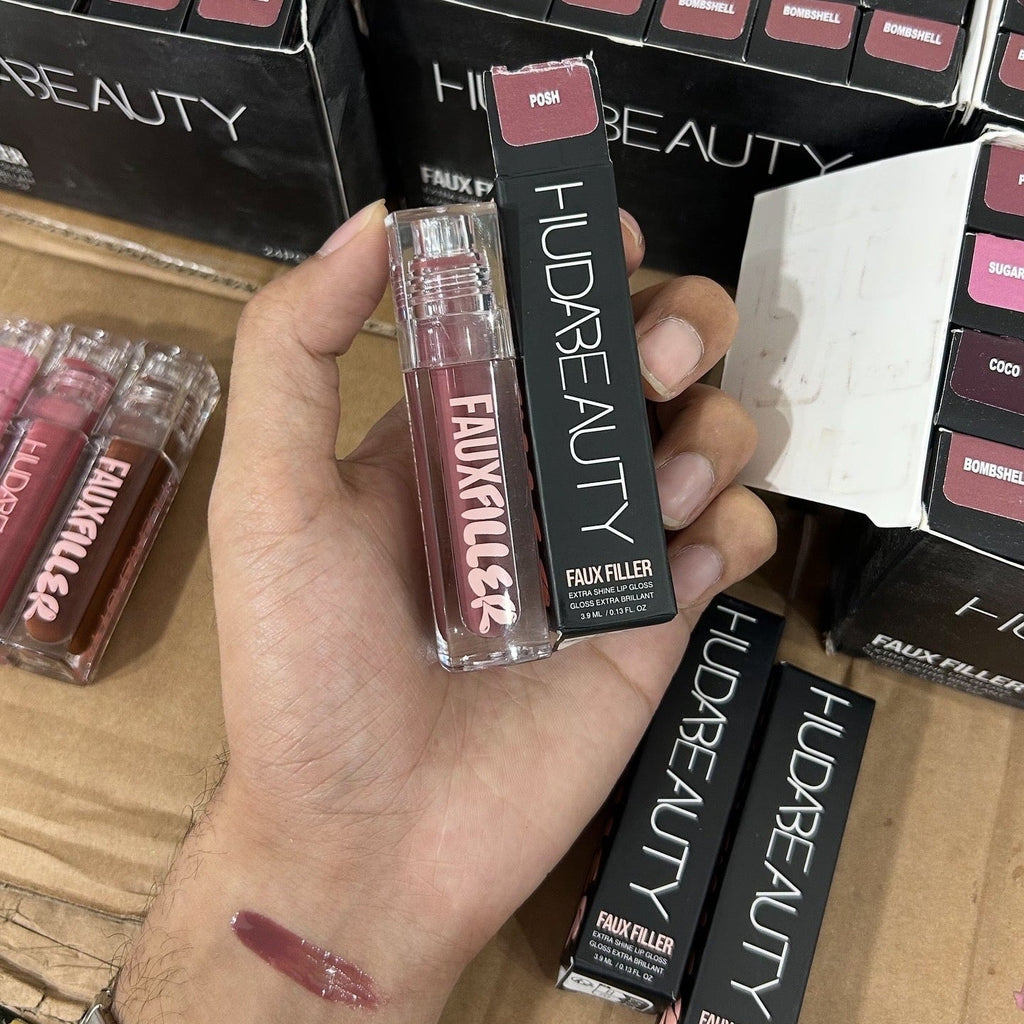 BOMBSHELL
BOMBSHELL
BOMBSHELL
HUDABEAUTY
FAUX F
24PC
POSH
HUDABEAUTY
FAUX FILLER
EXTRA SHINE LIP GLOSS
GLOSS EXTRA BRILLANT
3.9 ML / 0.13 FL. OZ
FAUXFILLER
HUDABE
FAUXFILLER
SUGAR
COCO
BOMBSHELL
FAUX FILLER
HUDABEAUTY
FAUX FILLER
EXTRA SHINE LIP GLOSS
GLOSS EXTRA BRILLANT
3.9 ML / 0.13 FL. OZ
HUDABEAUTY